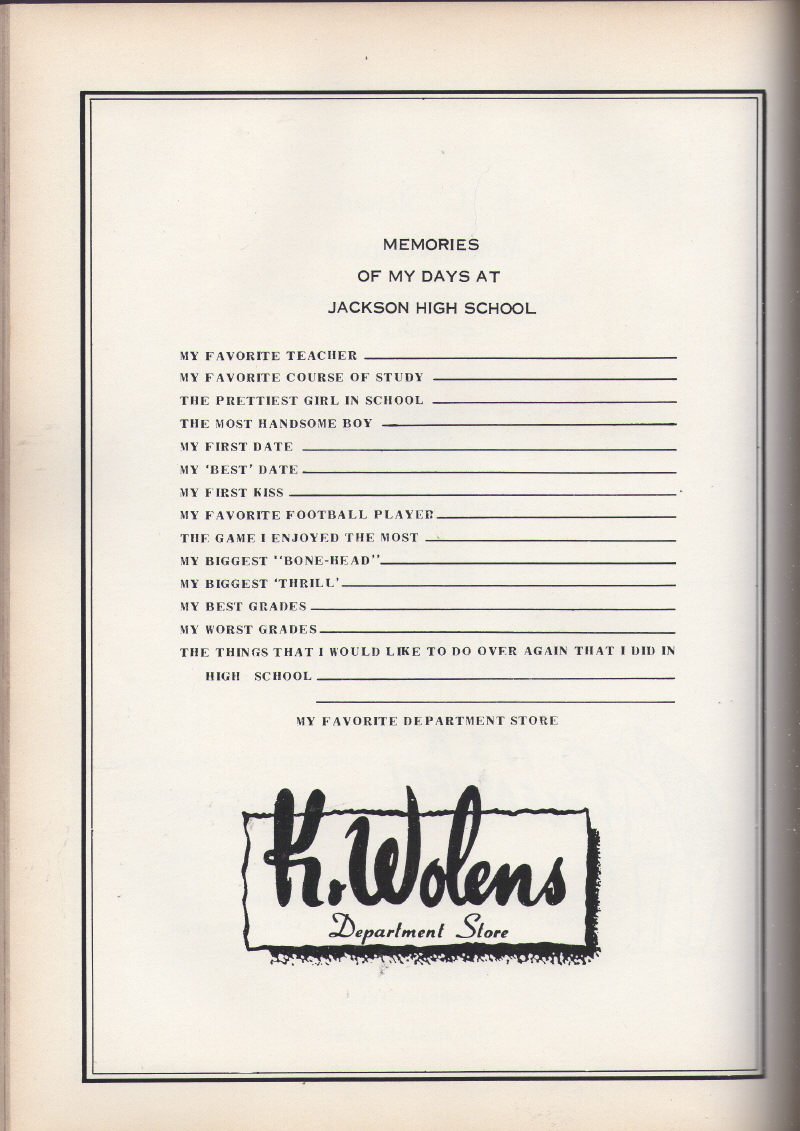 MEMORIES
OF MY DAYS AT
JACKSON HIGH SCHOOL
MY FAVORITE TEACHER
MY FAVORITE COURSE OF STUDY
THE PRETTIEST GIRL IN SCHOOL
THE MOST HANDSOME BOY
MY FIRST DATE
MY ‘BEST’ DATE
MY FIRST KISS
MY FAVORITE FOOTBALL PLAYER
THE GAME I ENJOYED THE MOST
MY BIGGEST "BONE-HEAD"
MY BIGGEST ‘THRILL’
MY BEST GRADES
MY WORST GRADES
THE THINGS THAT I WOULD LIKE TO DO OVER AGAIN THAT I DID IN
HIGH SCHOOL
MY FAVORITE DEPARTMENT STORE
K. Wolens
Department Store